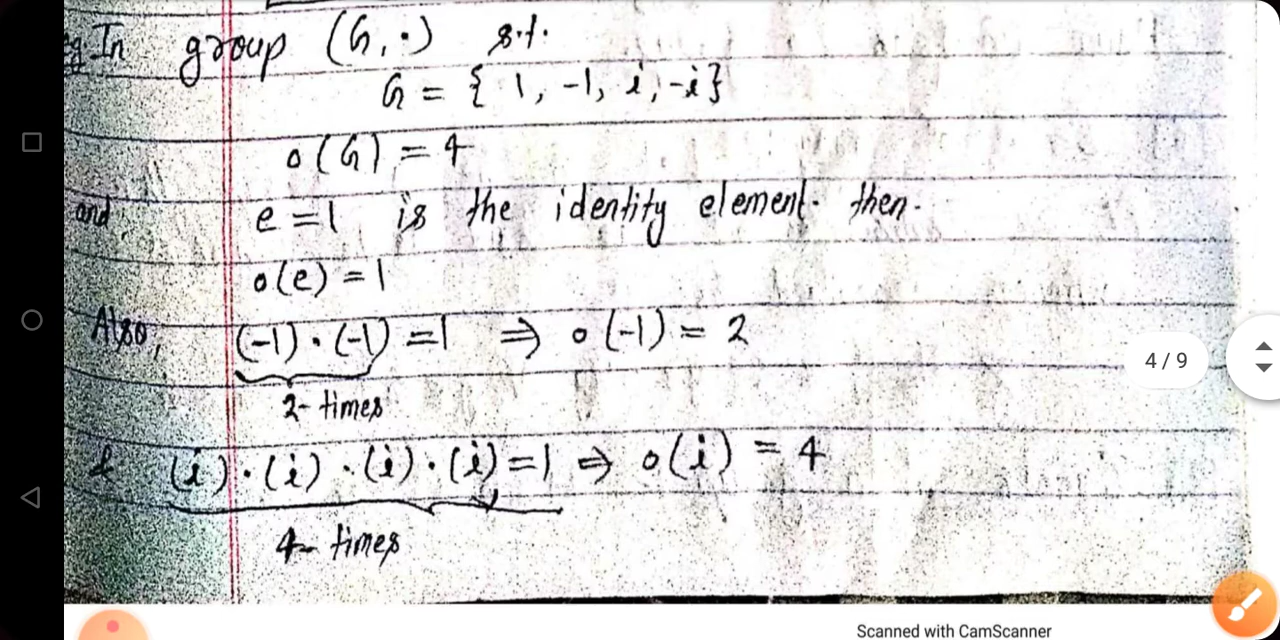 eg In group (G, ·) s.t.
G = { 1, -1, i, -i}
o (G) = 4
and, e = 1 is the identity element. then.
o(e) = 1
Also, (-1) · (-1) = 1 ⇒ o (-1) = 2
2- times
& (i) · (i) · (i) · (i) = 1 ⇒ o(i) = 4
4- times
4 / 9
Scanned with CamScanner